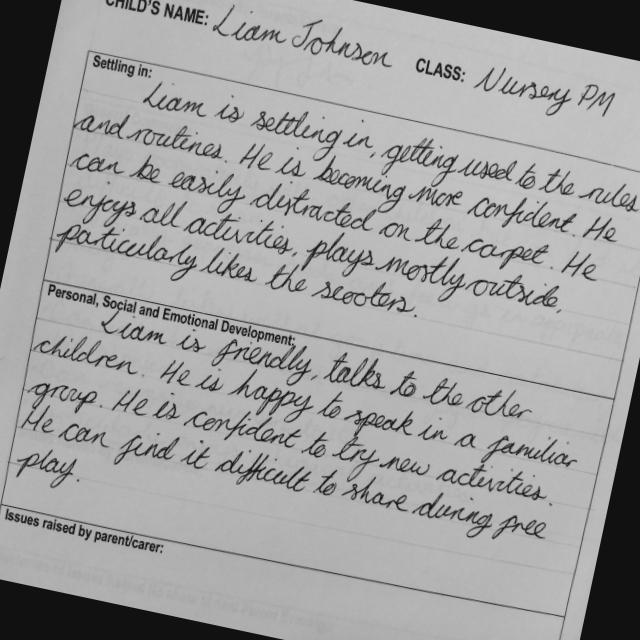 CHILD'S NAME: Liam Johnson CLASS: Nursery PM
Settling in:
Liam is settling in, getting used to the rules
and routines. He is becoming more confident. He
can be easily distracted on the carpet. He
enjoys all activities, plays mostly outside,
particularly likes the scooters.
Personal, Social and Emotional Development:
Liam is friendly, talks to the other
children. He is happy to speak in a familiar
group. He is confident to try new activities.
He can find it difficult to share during free
play.
Issues raised by parent/carer: